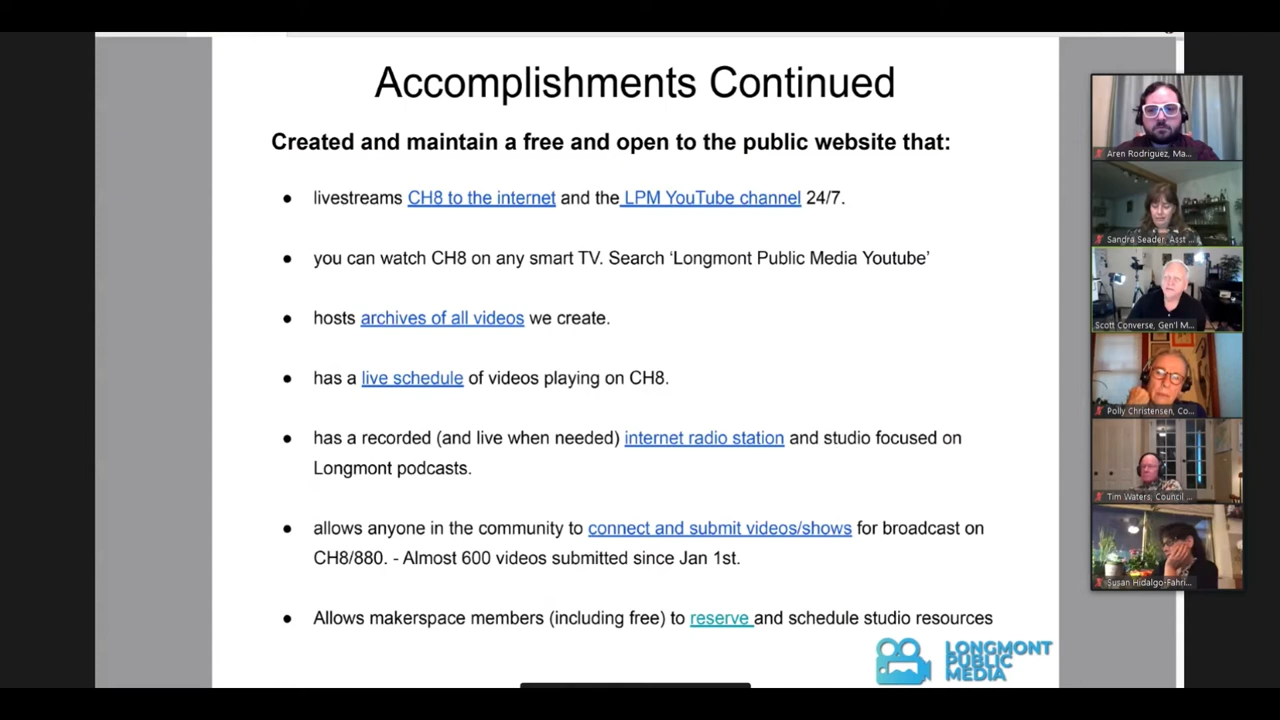 Accomplishments Continued
Created and maintain a free and open to the public website that:
● livestreams CH8 to the internet and the LPM YouTube channel 24/7.
● you can watch CH8 on any smart TV. Search ‘Longmont Public Media Youtube’
● hosts archives of all videos we create.
● has a live schedule of videos playing on CH8.
● has a recorded (and live when needed) internet radio station and studio focused on
Longmont podcasts.
● allows anyone in the community to connect and submit videos/shows for broadcast on
CH8/880. - Almost 600 videos submitted since Jan 1st.
● Allows makerspace members (including free) to reserve and schedule studio resources
LONGMONT
PUBLIC
MEDIA
Aren Rodriguez, Ma...
Sandra Seader, Asst ...
Scott Converse, Gen'l M...
Polly Christensen, Co...
Tim Waters, Council ...
Susan Hidalgo-Fahri...